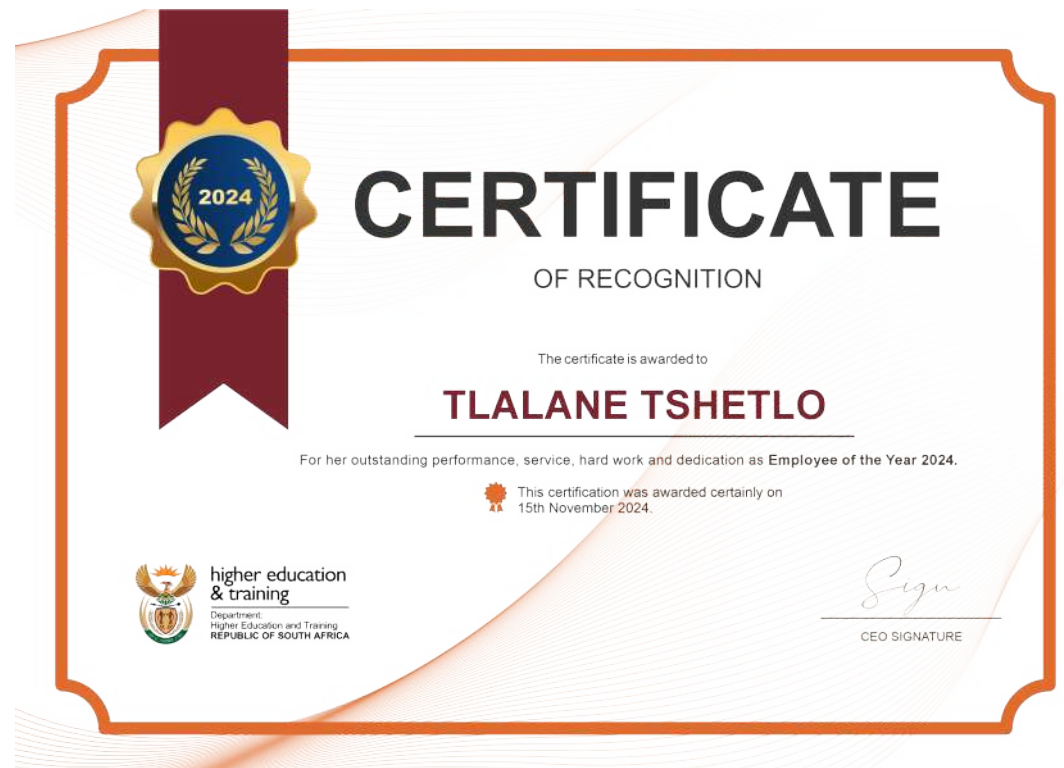 2024
CERTIFICATE
OF RECOGNITION
The certificate is awarded to
TLALANE TSHETLO
For her outstanding performance, service, hard work and dedication as Employee of the Year 2024.
This certification was awarded certainly on
15th November 2024.
higher education
& training
Department:
Higher Education and Training
REPUBLIC OF SOUTH AFRICA
Sign
CEO SIGNATURE